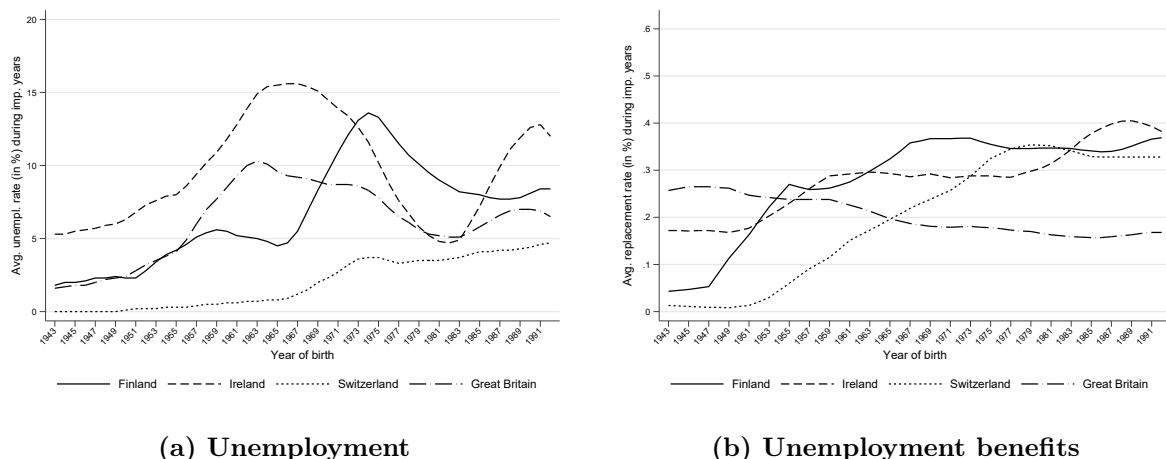 Avg. unempl. rate (in %) during imp. years
20
15
10
5
0
1943 1945 1947 1949 1951 1953 1955 1957 1959 1961 1963 1965 1967 1969 1971 1973 1975 1977 1979 1981 1983 1985 1987 1989 1991
Year of birth
Finland Ireland Switzerland Great Britain
(a) Unemployment
Avg. replacement rate (in %) during imp. years
.6
.5
.4
.3
.2
.1
0
1943 1945 1947 1949 1951 1953 1955 1957 1959 1961 1963 1965 1967 1969 1971 1973 1975 1977 1979 1981 1983 1985 1987 1989 1991
Year of birth
Finland Ireland Switzerland Great Britain
(b) Unemployment benefits